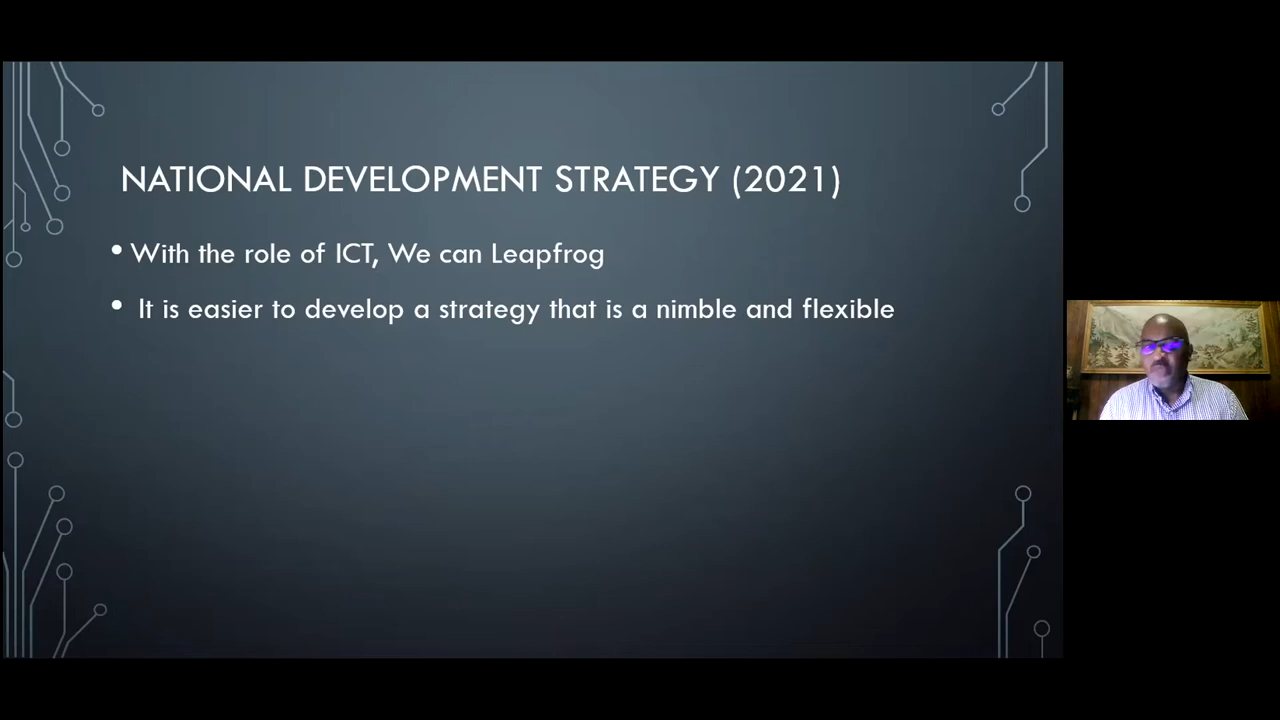 NATIONAL DEVELOPMENT STRATEGY (2021)
• With the role of ICT, We can Leapfrog
• It is easier to develop a strategy that is a nimble and flexible